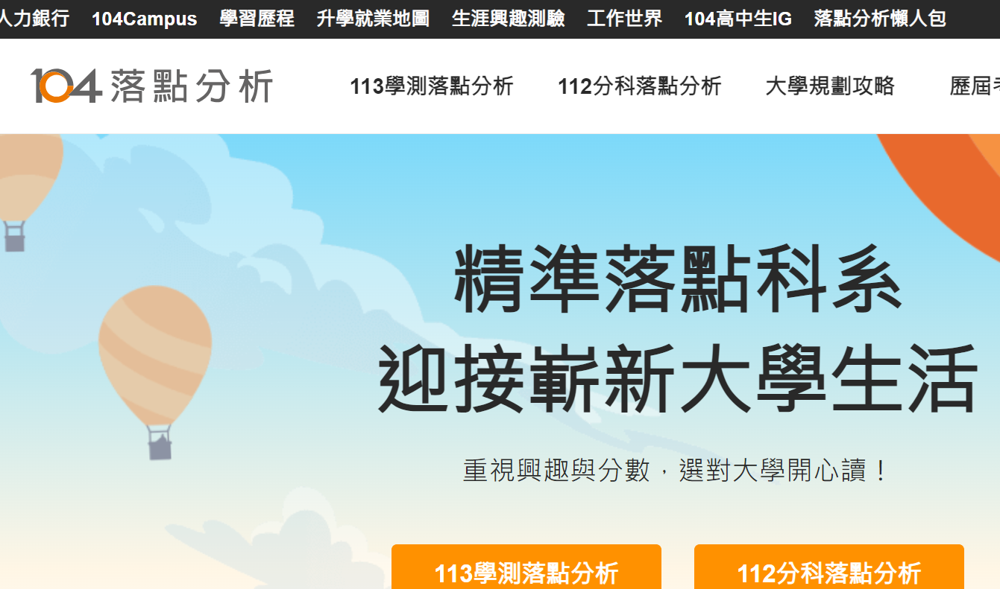 人力銀行 104Campus 學習歷程 升學就業地圖 生涯興趣測驗 工作世界 104高中生IG 落點分析懶人包
104 落點分析 113學測落點分析 112分科落點分析 大學規劃攻略 歷屆
精準落點科系
迎接嶄新大學生活
重視興趣與分數，選對大學開心讀！
113學測落點分析 112分科落點分析